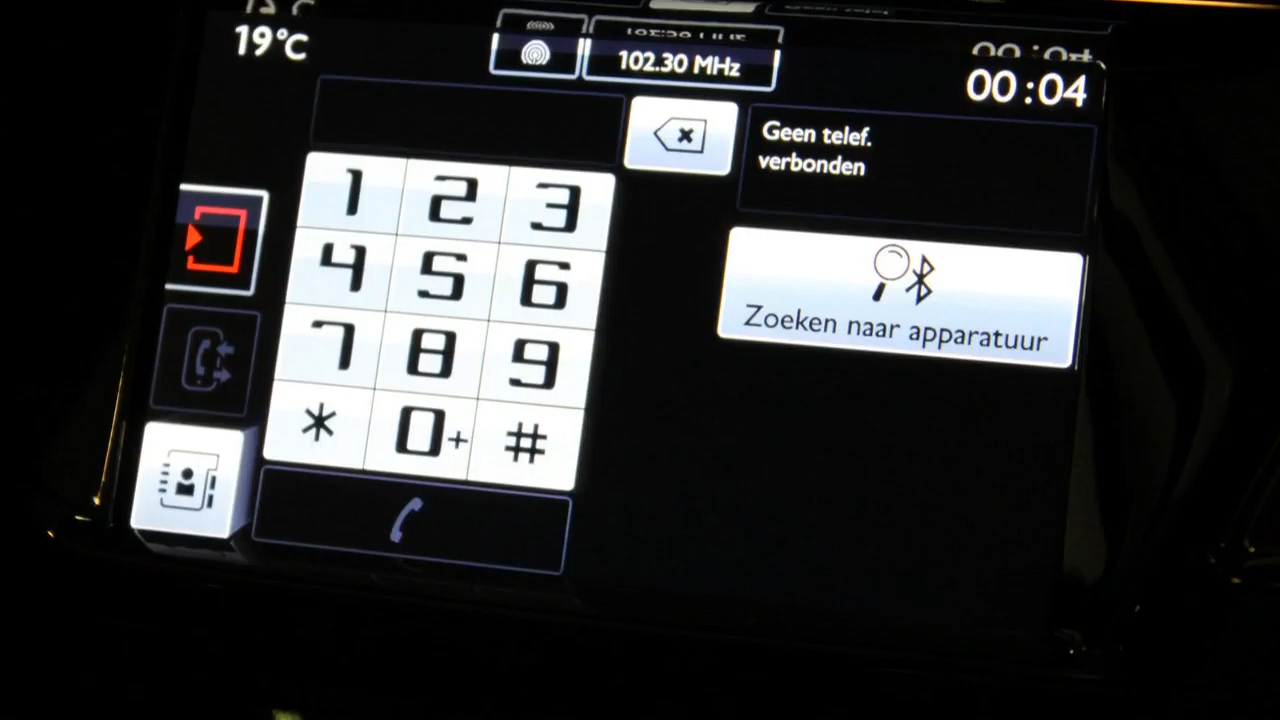 19°C
102.30 MHz
00:04
Geen telef.
verbonden
1 2 3
4 5 6
7 8 9
* 0+ #
Zoeken naar apparatuur